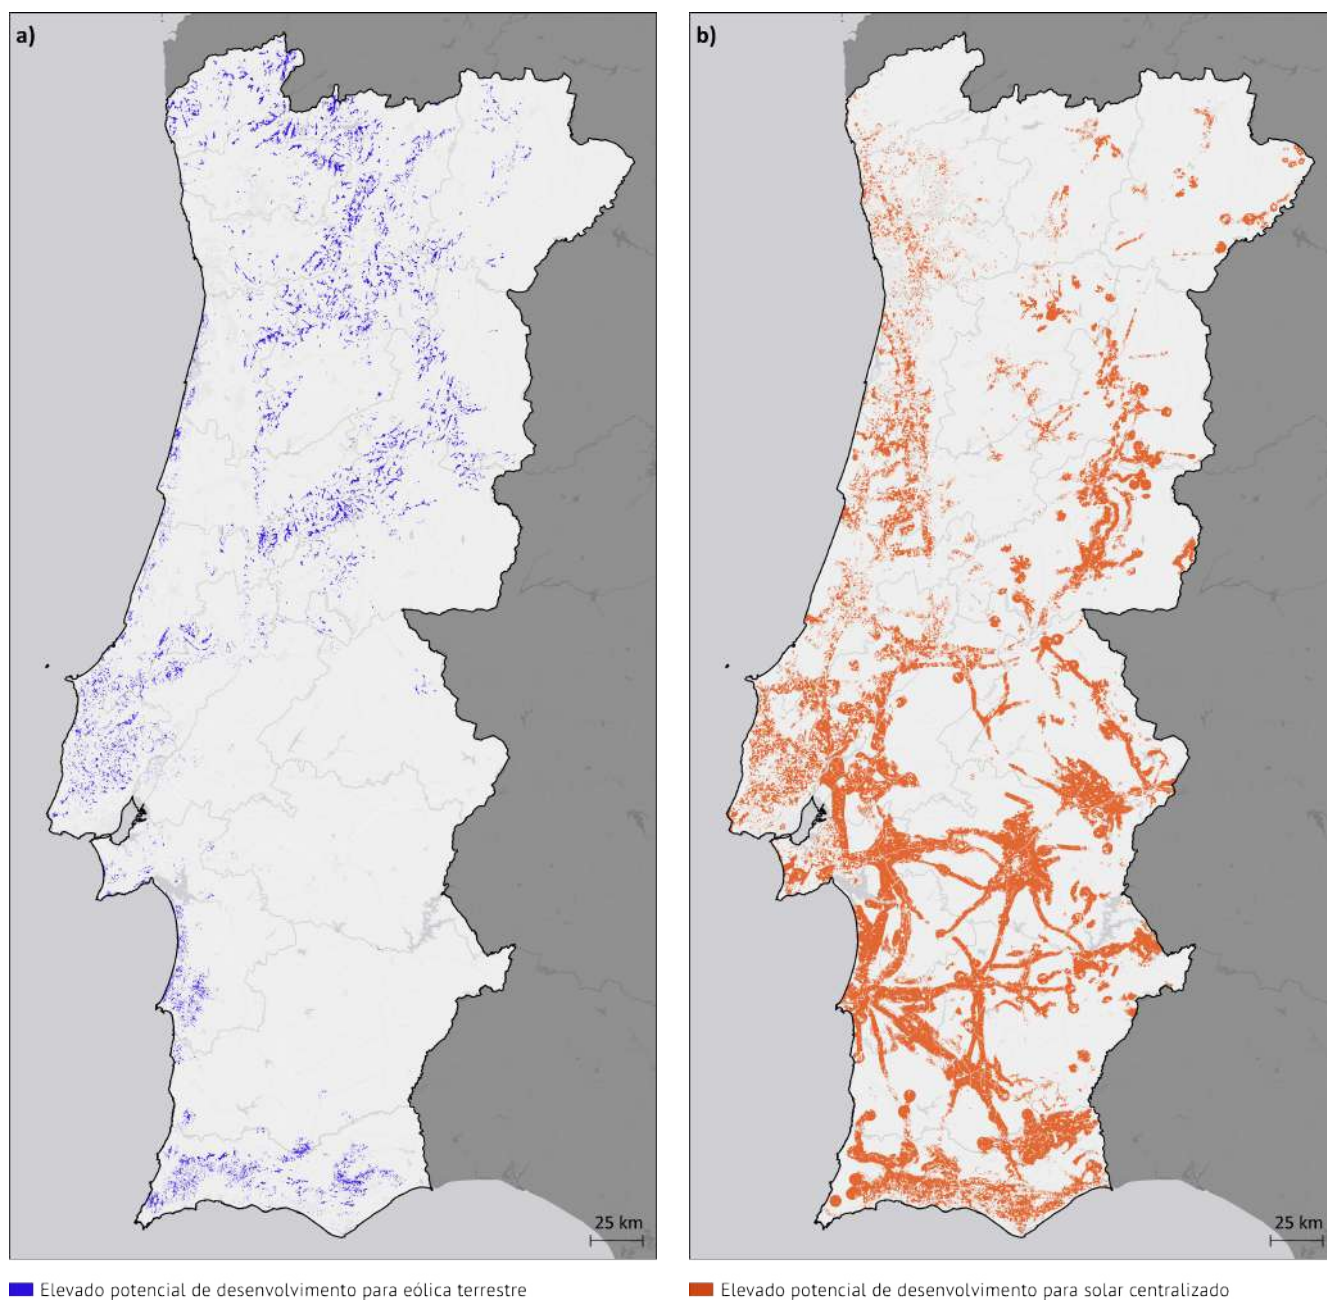 a)
b)
25 km
25 km
Elevado potencial de desenvolvimento para eólica terrestre
Elevado potencial de desenvolvimento para solar centralizado